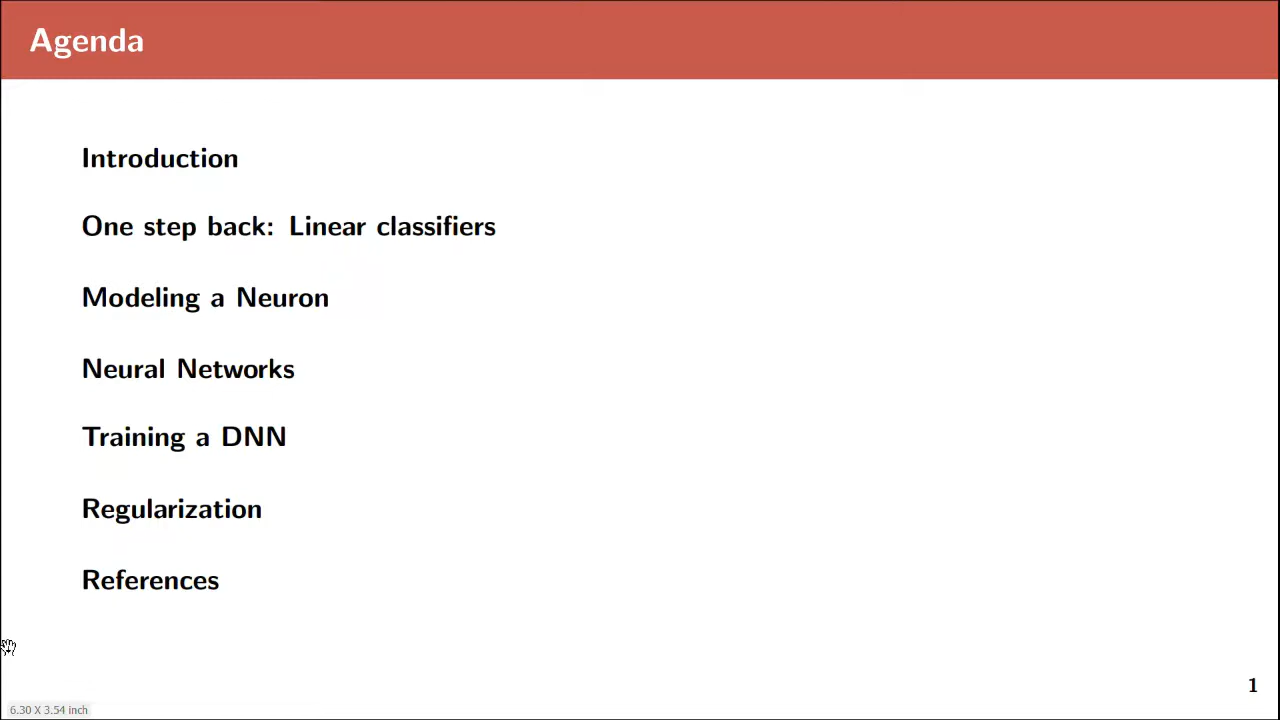 Agenda
Introduction
One step back: Linear classifiers
Modeling a Neuron
Neural Networks
Training a DNN
Regularization
References
1
6.30 X 3.54 inch